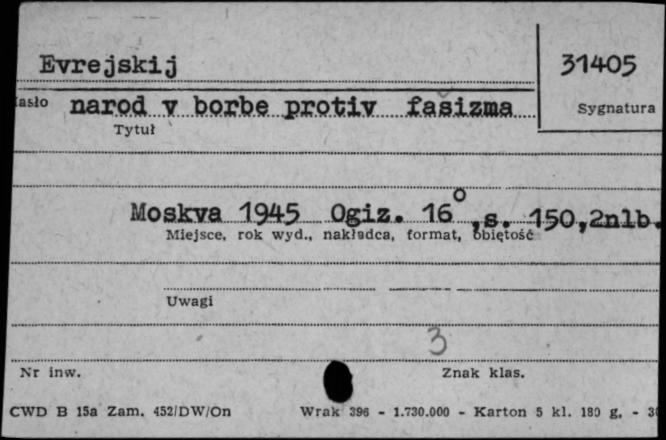 Evrejskij
31405
asło narod v borbe protiv fašizma
Sygnatura
Tytuł
Moskva 1945 Ogiz. 16°, s. 150,2nlb.
Miejsce, rok wyd., nakładca, format, objętość
Uwagi
3
Nr inw.
Znak klas.
CWD B 15a Zam. 452/DW/On Wrak 396 - 1.730.000 - Karton 5 kl. 180 g. - 3